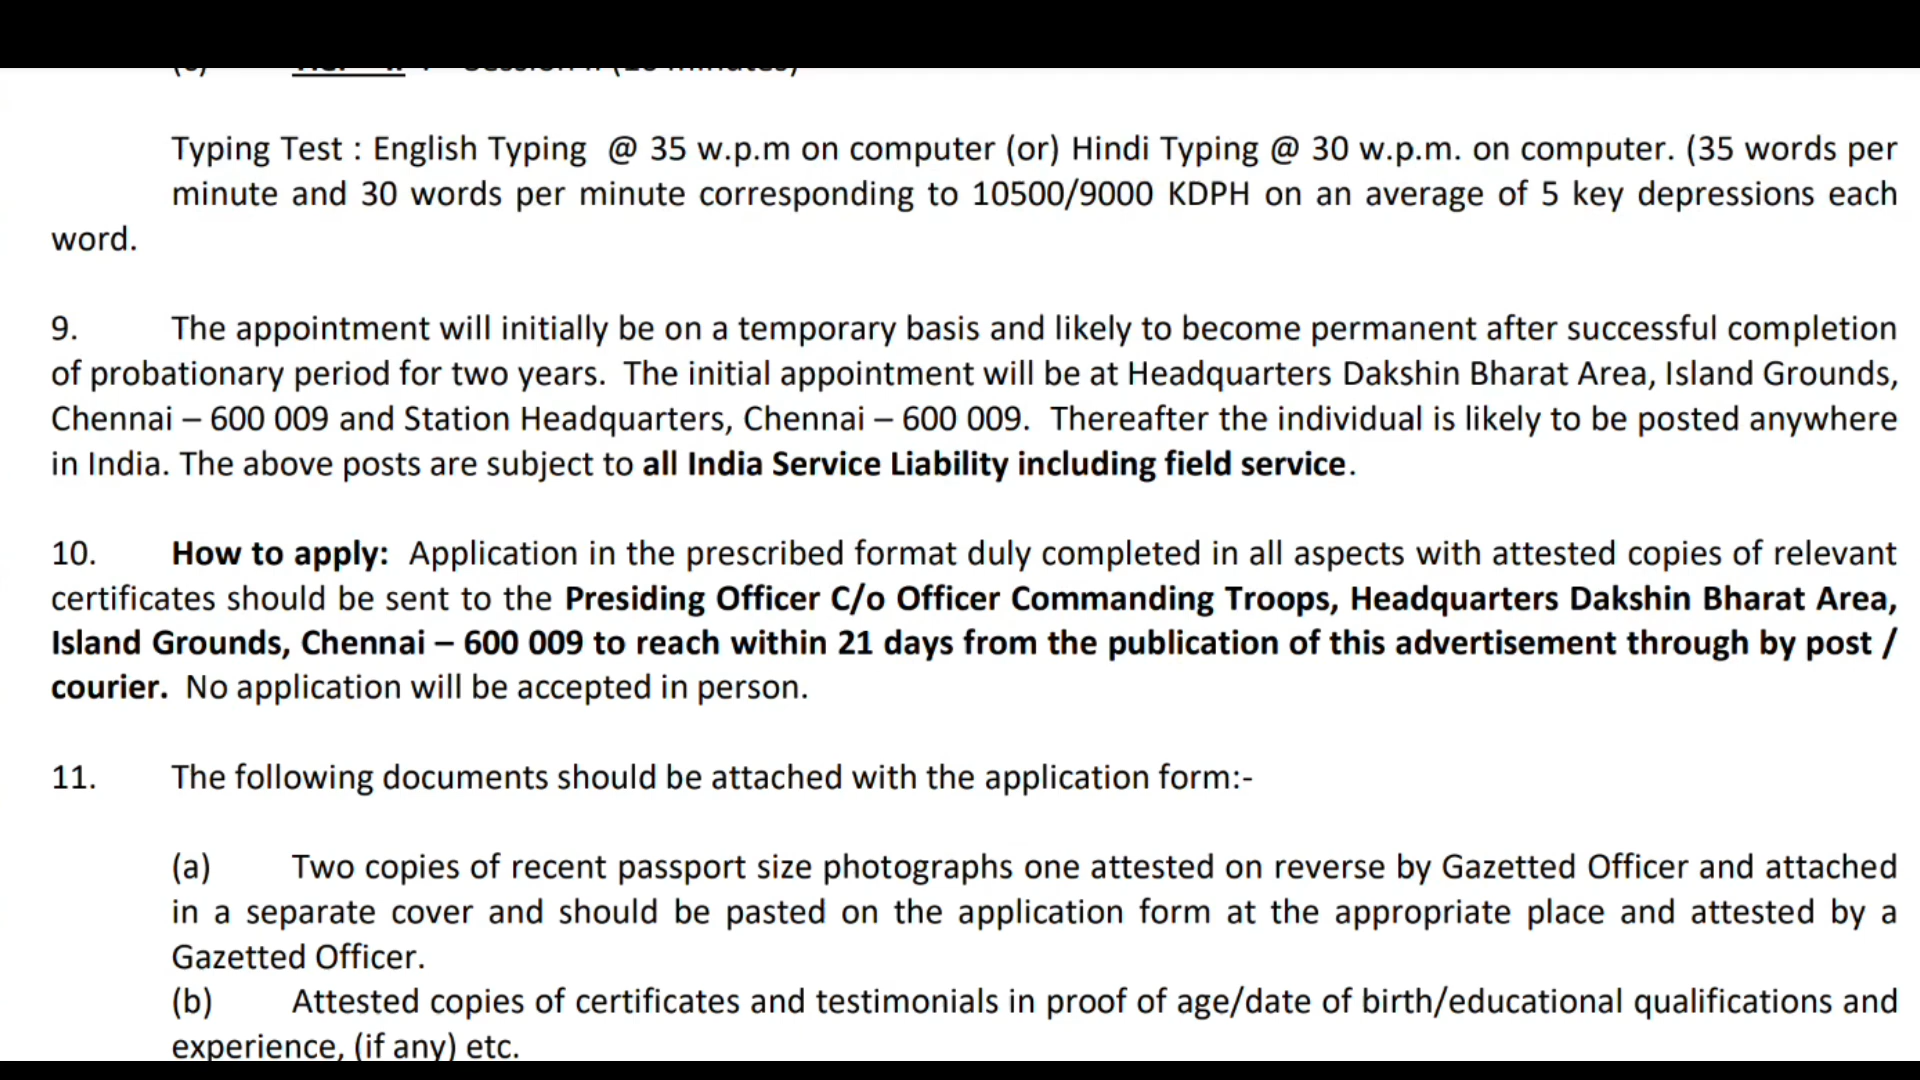 Typing Test : English Typing @ 35 w.p.m on computer (or) Hindi Typing @ 30 w.p.m. on computer. (35 words per
minute and 30 words per minute corresponding to 10500/9000 KDPH on an average of 5 key depressions each
word.
9. The appointment will initially be on a temporary basis and likely to become permanent after successful completion
of probationary period for two years. The initial appointment will be at Headquarters Dakshin Bharat Area, Island Grounds,
Chennai – 600 009 and Station Headquarters, Chennai – 600 009. Thereafter the individual is likely to be posted anywhere
in India. The above posts are subject to all India Service Liability including field service.
10. How to apply: Application in the prescribed format duly completed in all aspects with attested copies of relevant
certificates should be sent to the Presiding Officer C/o Officer Commanding Troops, Headquarters Dakshin Bharat Area,
Island Grounds, Chennai – 600 009 to reach within 21 days from the publication of this advertisement through by post /
courier. No application will be accepted in person.
11. The following documents should be attached with the application form:-
(a) Two copies of recent passport size photographs one attested on reverse by Gazetted Officer and attached
in a separate cover and should be pasted on the application form at the appropriate place and attested by a
Gazetted Officer.
(b) Attested copies of certificates and testimonials in proof of age/date of birth/educational qualifications and
experience, (if any) etc.